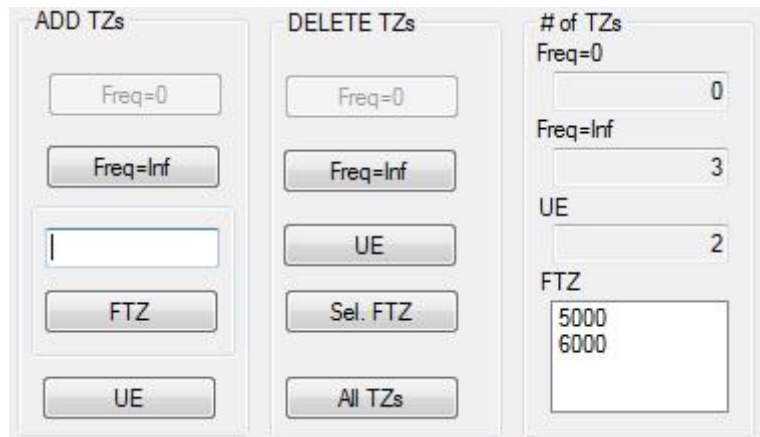 ADD TZs
Freq=0
Freq=Inf
FTZ
UE
DELETE TZs
Freq=0
Freq=Inf
UE
Sel. FTZ
All TZs
# of TZs
Freq=0
0
Freq=Inf
3
UE
2
FTZ
5000
6000